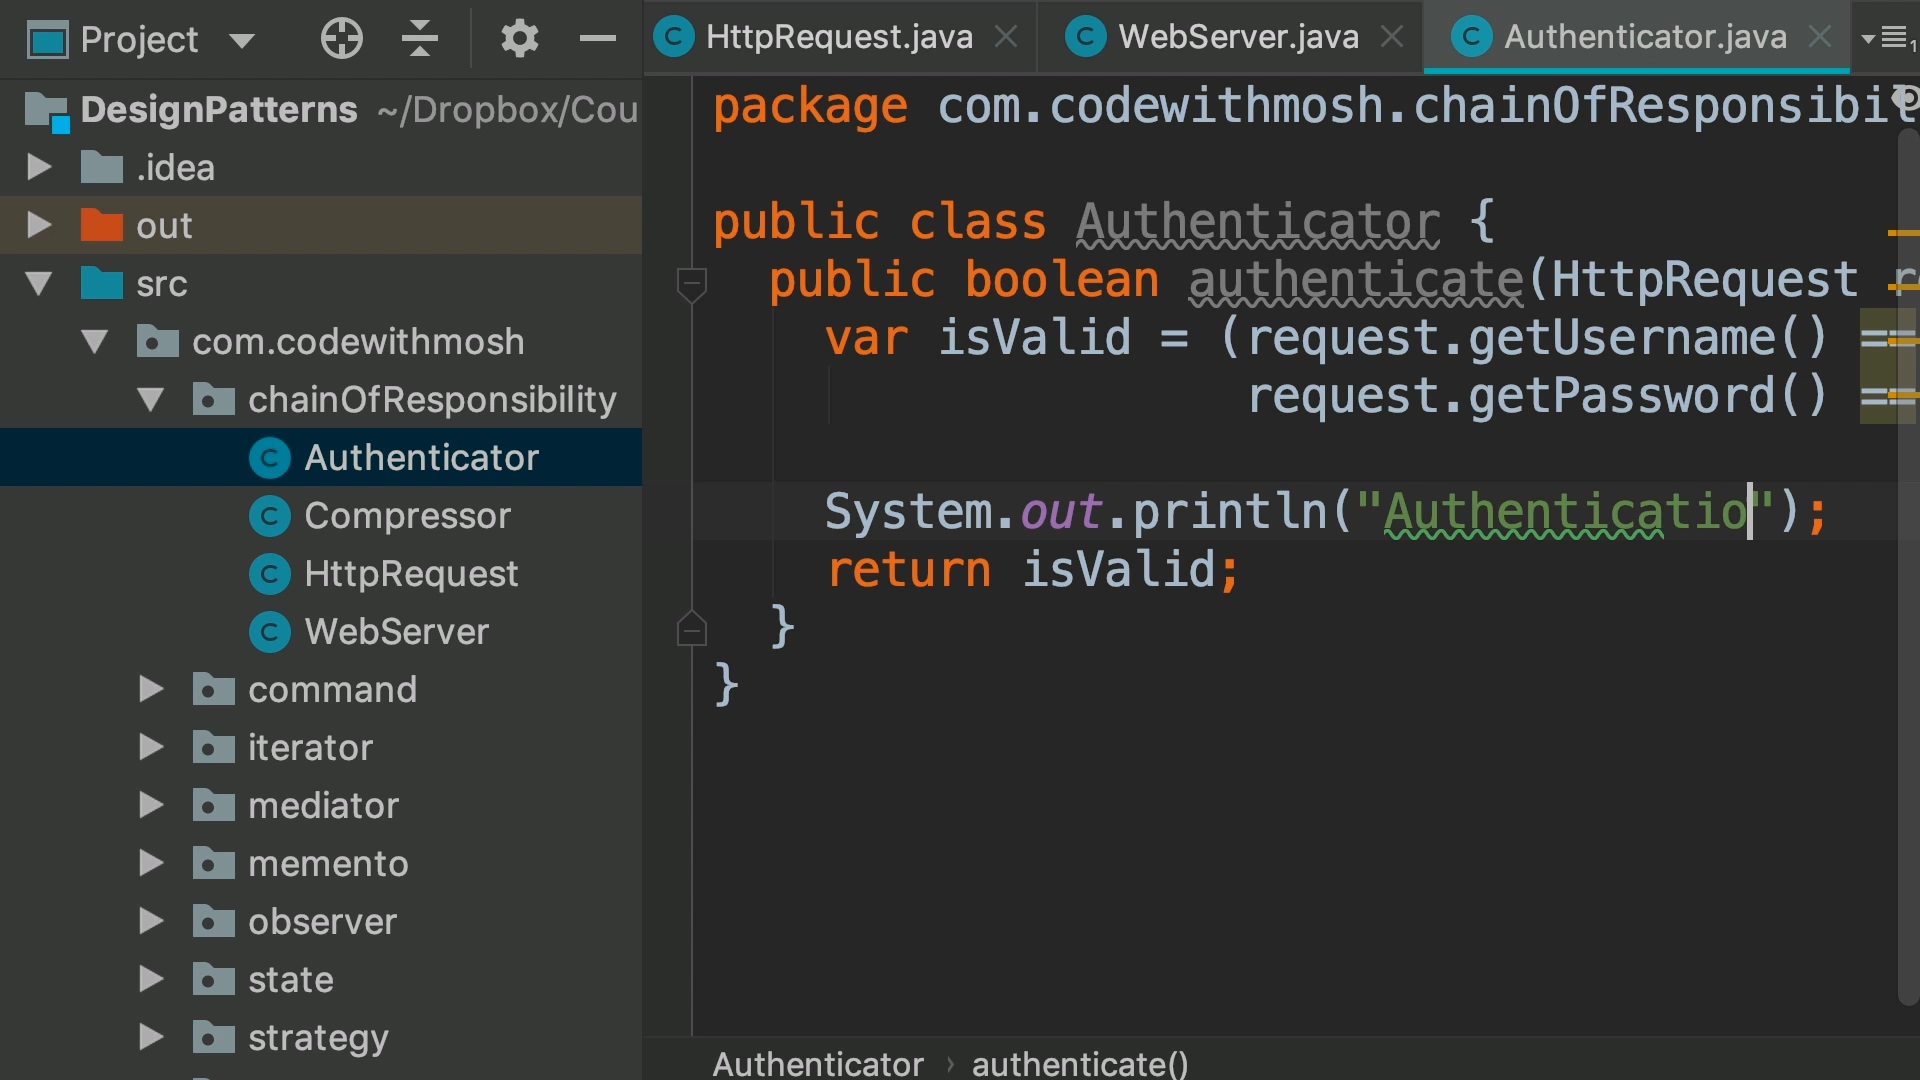 Project
HttpRequest.java
WebServer.java
Authenticator.java
DesignPatterns ~/Dropbox/Cou
.idea
out
src
com.codewithmosh
chainOfResponsibility
Authenticator
Compressor
HttpRequest
WebServer
command
iterator
mediator
memento
observer
state
strategy
package com.codewithmosh.chainOfResponsibil
public class Authenticator {
public boolean authenticate(HttpRequest
var isValid = (request.getUsername() ==
request.getPassword() ==
System.out.println("Authenticatio");
return isValid;
}
}
Authenticator › authenticate()